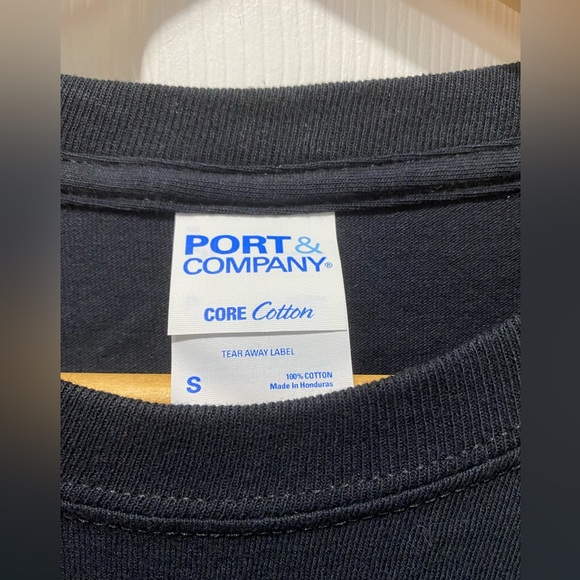 PORT &
COMPANY®
CORE Cotton
TEAR AWAY LABEL
S
100% COTTON
Made In Honduras